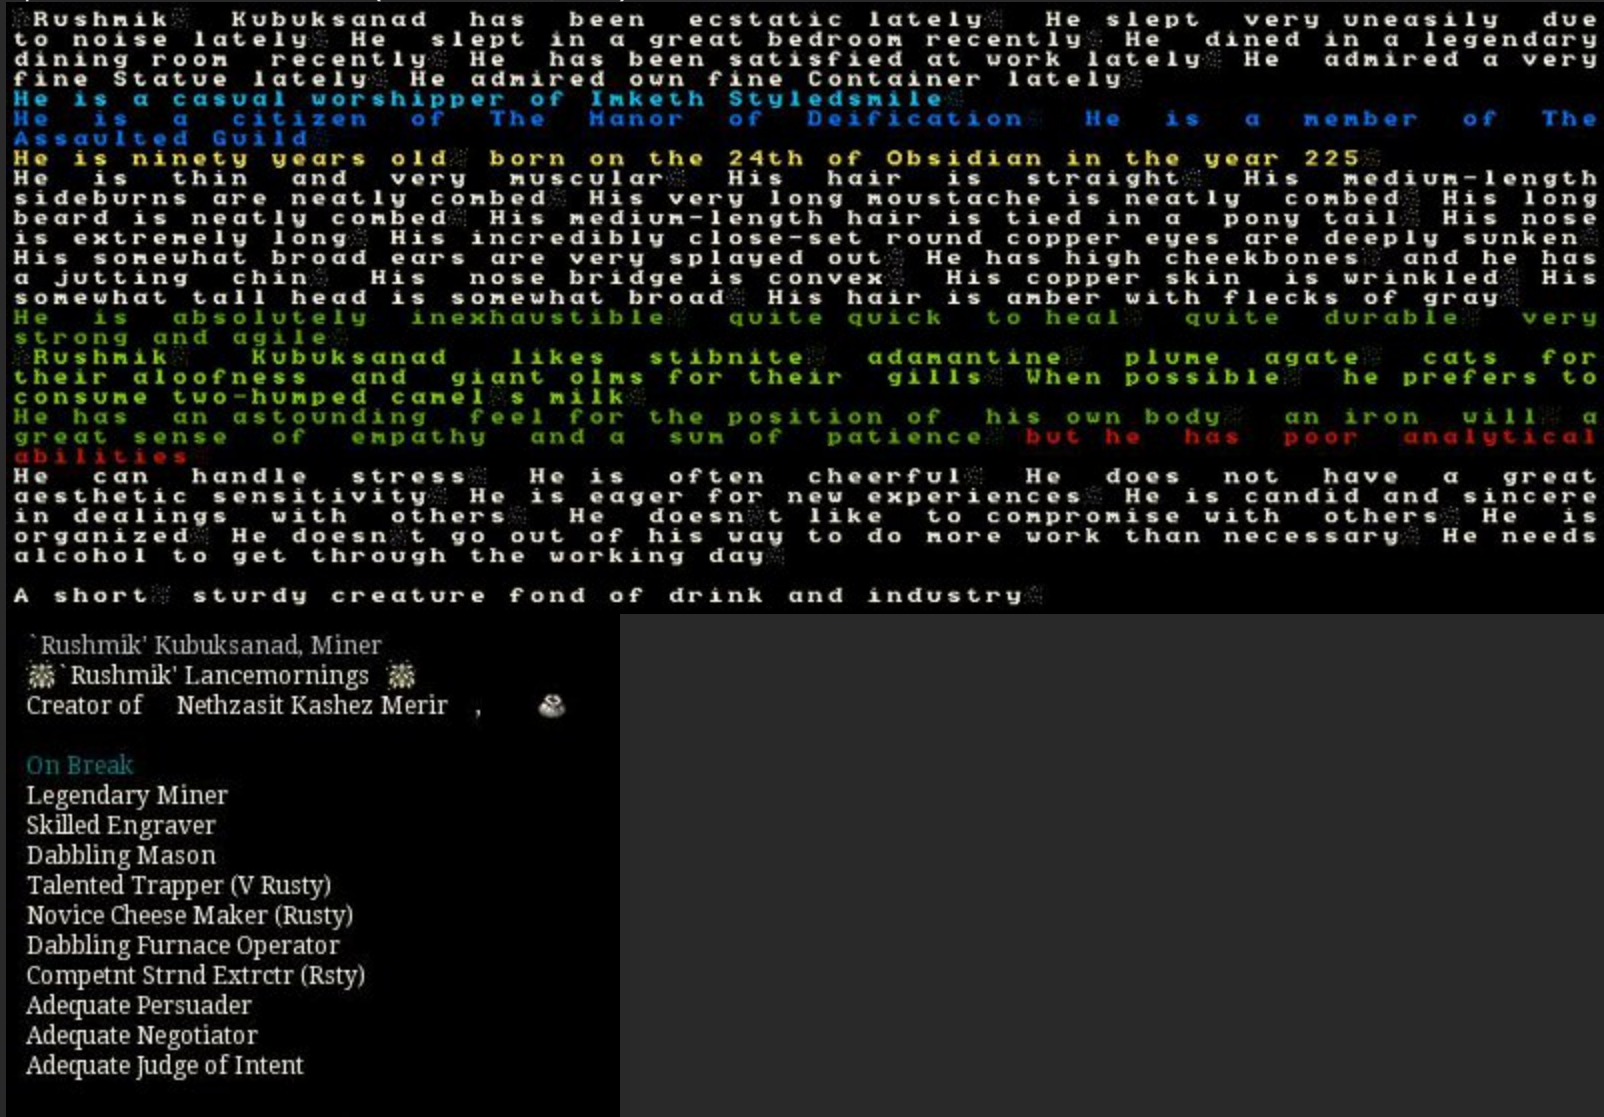 `Rushmik' Kubuksanad has been ecstatic lately. He slept very uneasily due
to noise lately. He slept in a great bedroom recently. He dined in a legendary
dining room recently. He has been satisfied at work lately. He admired a very
fine Statue lately. He admired own fine Container lately.
He is a casual worshipper of Imketh Styledsmile.
He is a citizen of The Manor of Deification. He is a member of The
Assaulted Guild.
He is ninety years old, born on the 24th of Obsidian in the year 225.
He is thin and very muscular. His hair is straight. His medium-length
sideburns are neatly combed. His very long moustache is neatly combed. His long
beard is neatly combed. His medium-length hair is tied in a pony tail. His nose
is extremely long. His incredibly close-set round copper eyes are deeply sunken.
His somewhat broad ears are very splayed out. He has high cheekbones, and he has
a jutting chin. His nose bridge is convex. His copper skin is wrinkled. His
somewhat tall head is somewhat broad. His hair is amber with flecks of gray.
He is absolutely inexhaustible, quite quick to heal, quite durable, very
strong and agile.
`Rushmik' Kubuksanad likes stibnite, adamantine, plume agate, cats for
their aloofness and giant olms for their gills. When possible, he prefers to
consume two-humped camel's milk.
He has an astounding feel for the position of his own body, an iron will, a
great sense of empathy and a sum of patience, but he has poor analytical
abilities.
He can handle stress. He is often cheerful. He does not have a great
aesthetic sensitivity. He is eager for new experiences. He is candid and sincere
in dealings with others. He doesn't like to compromise with others. He is
organized. He doesn't go out of his way to do more work than necessary. He needs
alcohol to get through the working day.
A short, sturdy creature fond of drink and industry.
`Rushmik' Kubuksanad, Miner
`Rushmik' Lancemornings
Creator of Nethzasit Kashez Merir ,
On Break
Legendary Miner
Skilled Engraver
Dabbling Mason
Talented Trapper (V Rusty)
Novice Cheese Maker (Rusty)
Dabbling Furnace Operator
Competnt Strnd Extrctr (Rsty)
Adequate Persuader
Adequate Negotiator
Adequate Judge of Intent